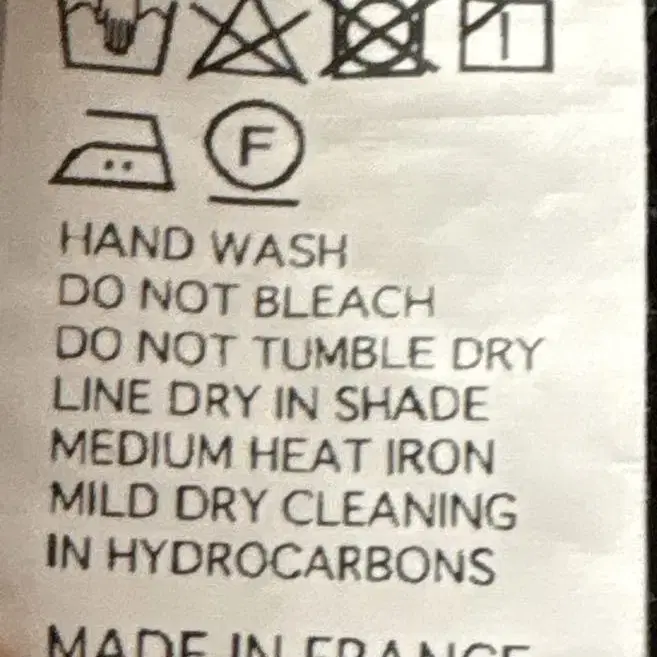 F
HAND WASH
DO NOT BLEACH
DO NOT TUMBLE DRY
LINE DRY IN SHADE
MEDIUM HEAT IRON
MILD DRY CLEANING
IN HYDROCARBONS
MADE IN FRANCE